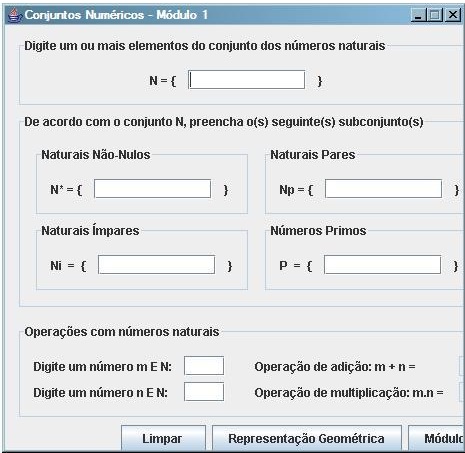 Conjuntos Numéricos - Módulo 1
Digite um ou mais elementos do conjunto dos números naturais
N = { }
De acordo com o conjunto N, preencha o(s) seguinte(s) subconjunto(s)
Naturais Não-Nulos Naturais Pares
N* = { } Np = { }
Naturais Ímpares Números Primos
Ni = { } P = { }
Operações com números naturais
Digite um número m E N: Operação de adição: m + n =
Digite um número n E N: Operação de multiplicação: m.n =
Limpar Representação Geométrica